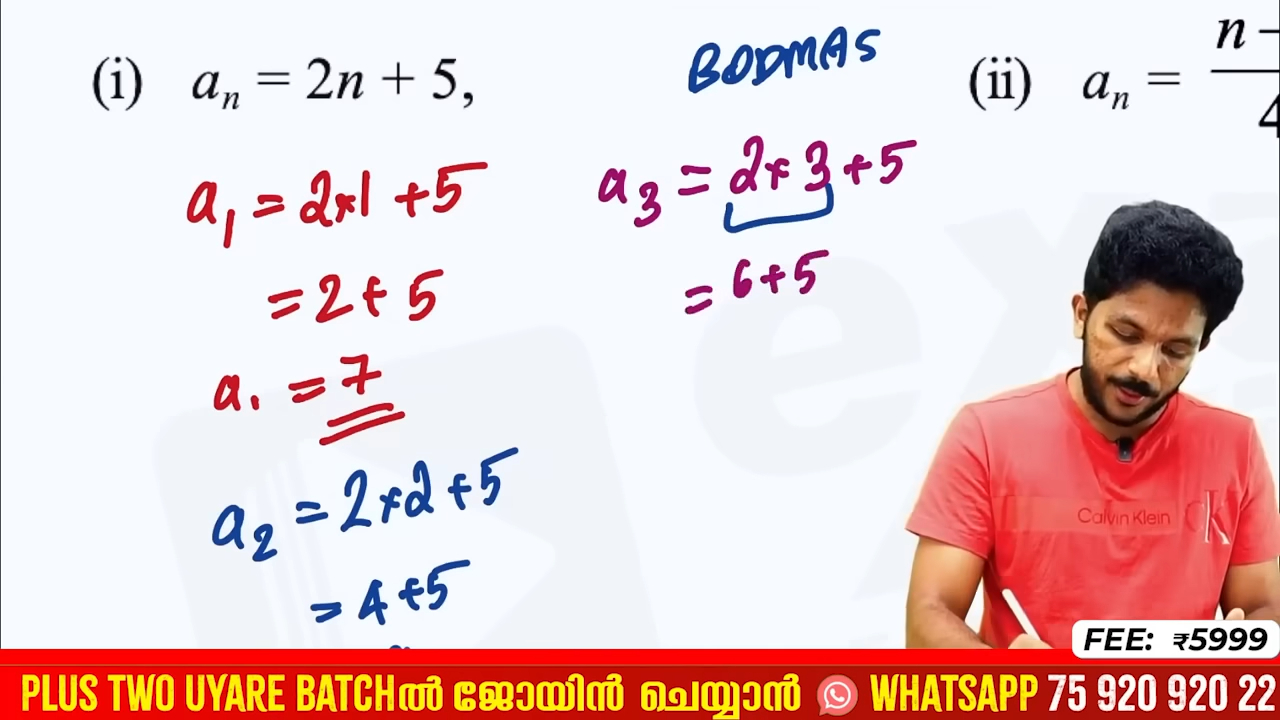 (i) aₙ = 2n + 5,
BODMAS
(ii) aₙ = n – / 4
a₁ = 2×1 + 5
= 2 + 5
a₁ = 7
a₂ = 2×2 + 5
= 4 + 5
a₃ = 2×3 + 5
= 6 + 5
Calvin Klein
CK
FEE: ₹5999
PLUS TWO UYARE BATCHൽ ജോയിൻ ചെയ്യാൻ WHATSAPP 75 920 920 22